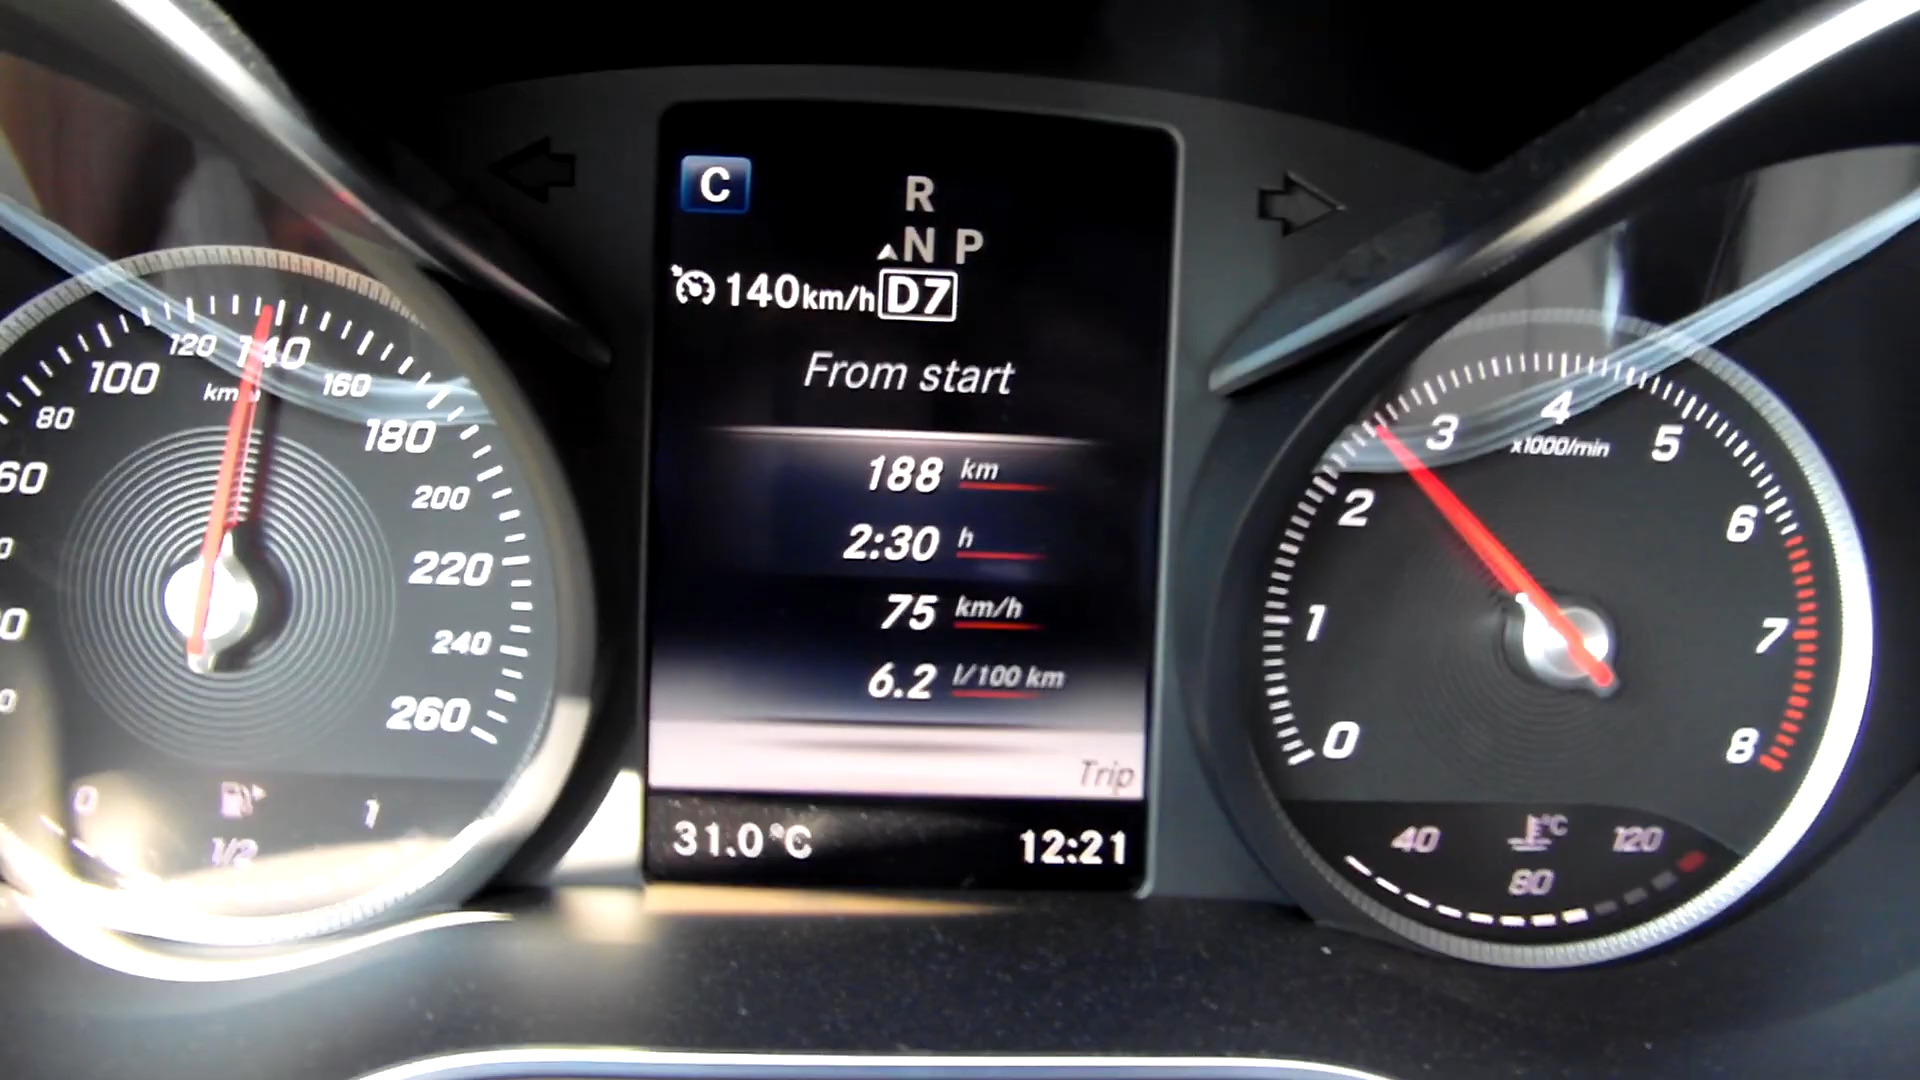 C
R
N P
140 km/h D7
From start
188 km
2:30 h
75 km/h
6.2 l/100 km
Trip
31.0 °C
12:21
60
80
100
120
140
160
180
200
220
240
260
0
1/2
1
0
1
2
3
4
5
6
7
8
x1000/min
40
80
120
°C